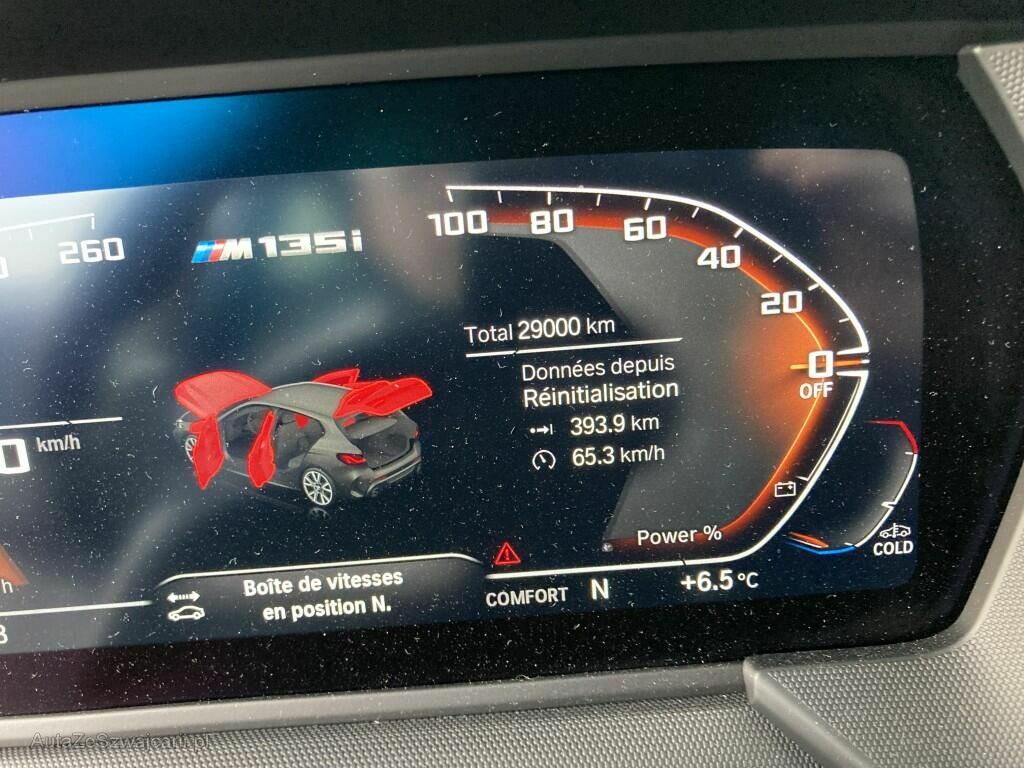 260
M135i
100
80
60
40
20
0
OFF
Total 29000 km
Données depuis
Réinitialisation
393.9 km
65.3 km/h
0 km/h
Power %
COLD
Boîte de vitesses
en position N.
COMFORT N +6.5 °C
AutaZeSzwajcarii.pl